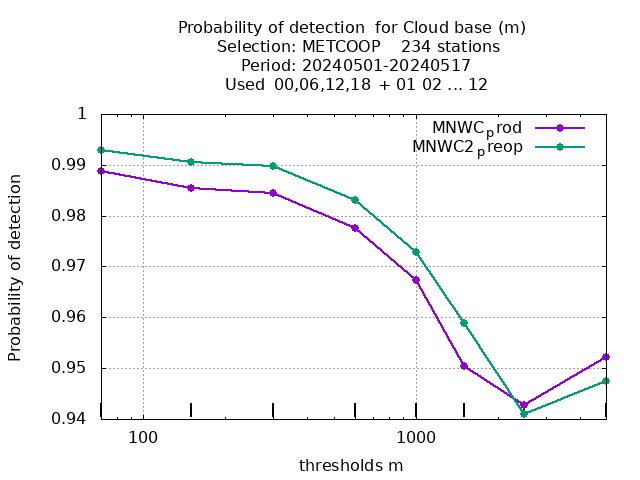 Probability of detection  for Cloud base (m)
Selection: METCOOP    234 stations
Period: 20240501-20240517
Used  00,06,12,18 + 01 02 ... 12
1
MNWC_prod
MNWC2_preop
0.99
0.98
0.97
0.96
0.95
0.94
Probability of detection
100
1000
thresholds m